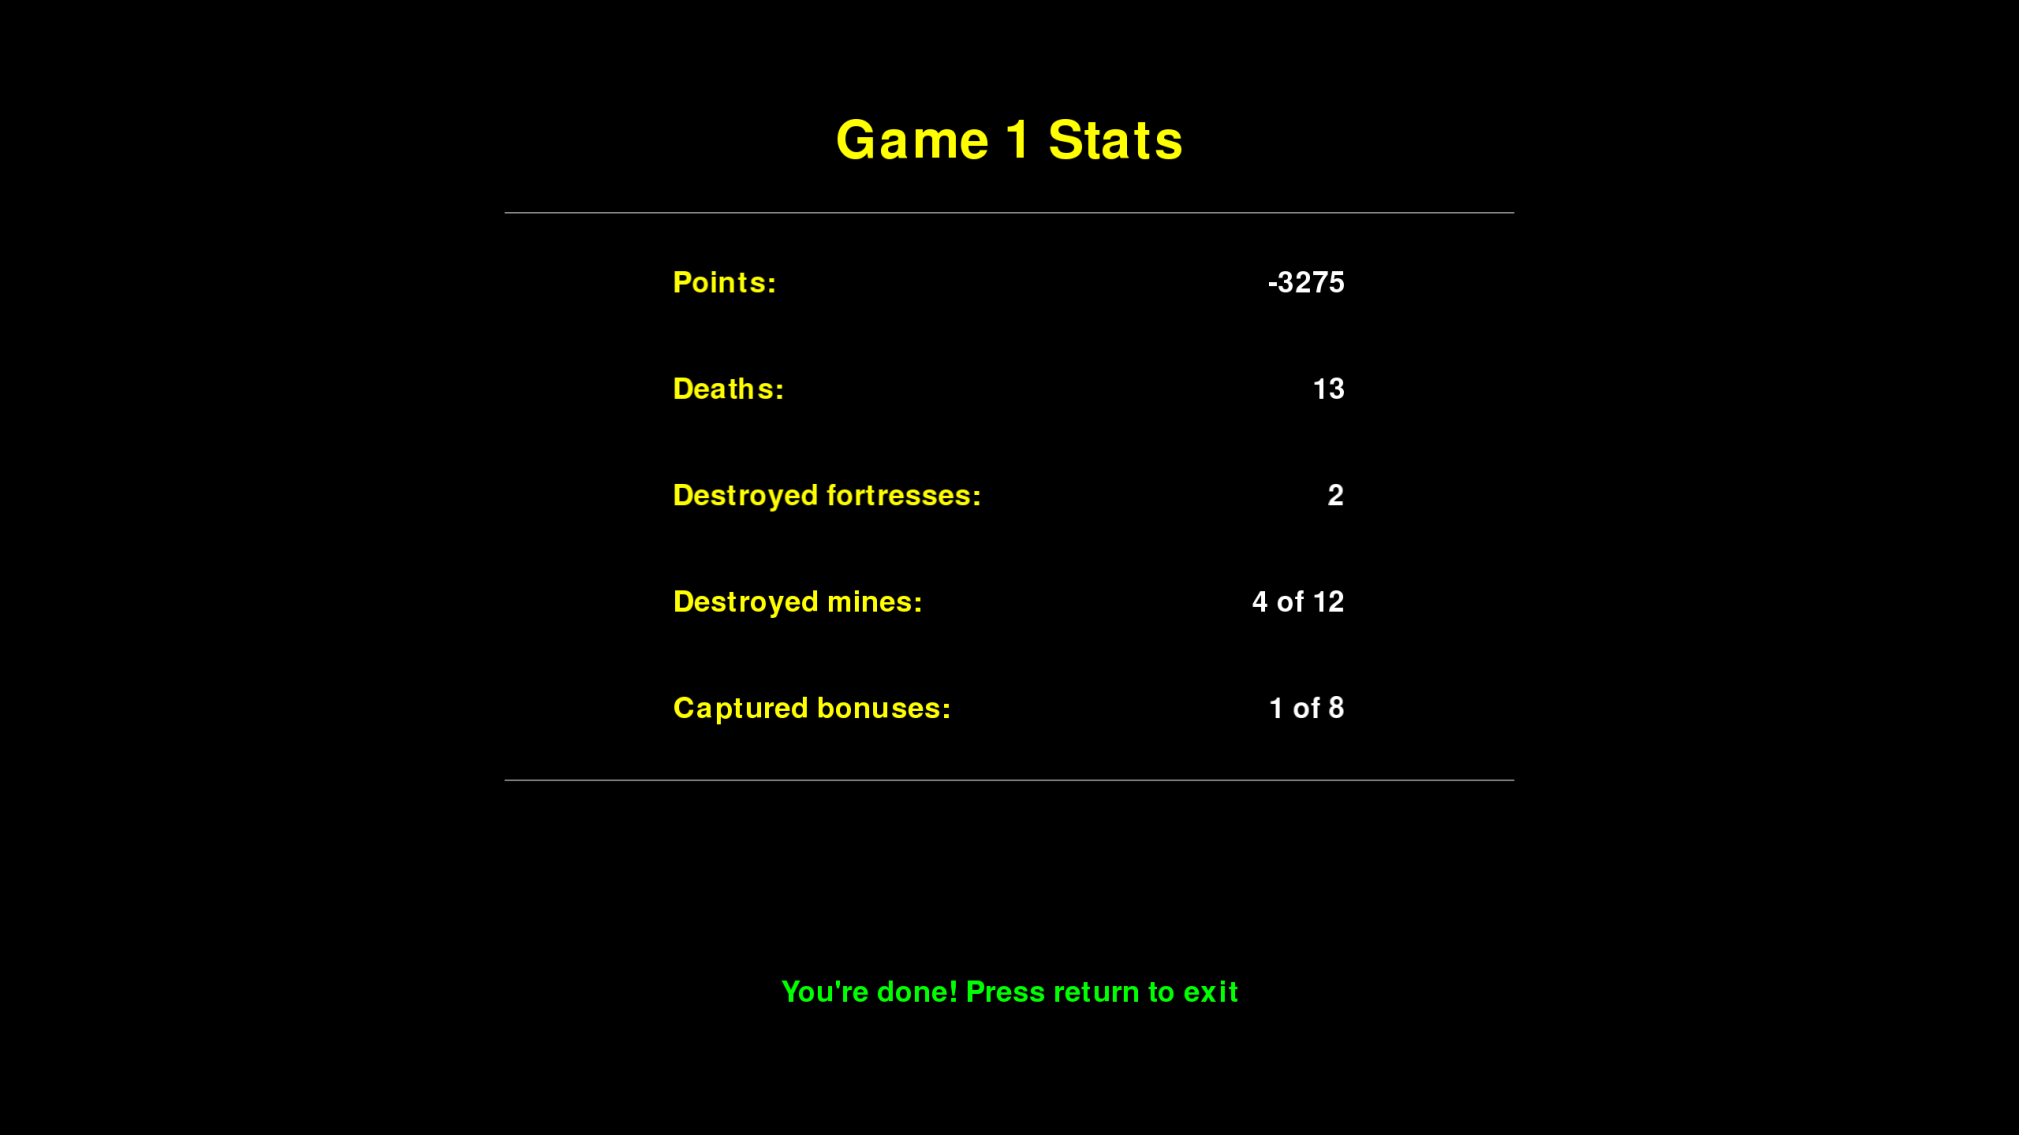 Game 1 Stats
Points: -3275
Deaths: 13
Destroyed fortresses: 2
Destroyed mines: 4 of 12
Captured bonuses: 1 of 8
You're done! Press return to exit